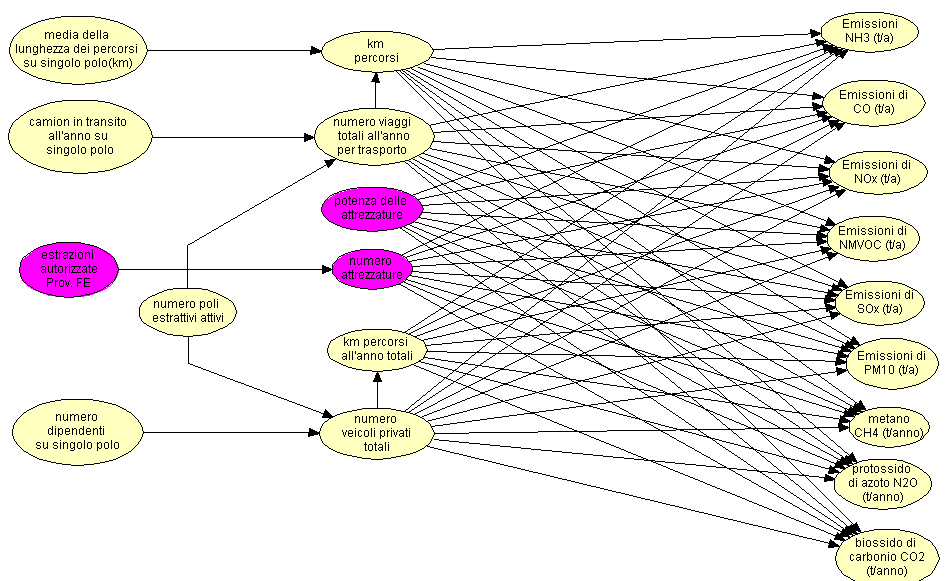 media della
lunghezza dei percorsi
su singolo polo(km)
camion in transito
all'anno su
singolo polo
estrazioni
autorizzate
Prov. FE
numero poli
estrattivi attivi
numero
dipendenti
su singolo polo
km
percorsi
numero viaggi
totali all'anno
per trasporto
potenza delle
attrezzature
numero
attrezzature
km percorsi
all'anno totali
numero
veicoli privati
totali
Emissioni
NH3 (t/a)
Emissioni di
CO (t/a)
Emissioni di
NOx (t/a)
Emissioni di
NMVOC (t/a)
Emissioni di
SOx (t/a)
Emissioni di
PM10 (t/a)
metano
CH4 (t/anno)
protossido
di azoto N2O
(t/anno)
biossido di
carbonio CO2
(t/anno)